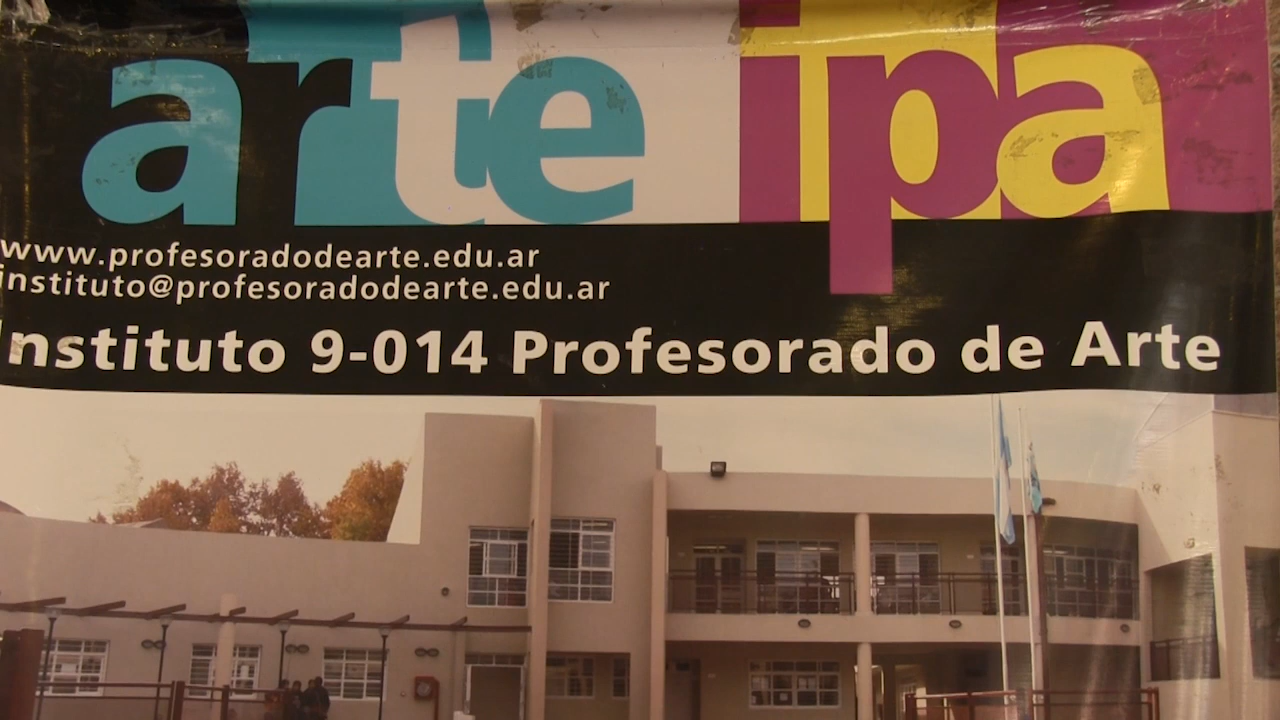 arte ipa
www.profesoradodearte.edu.ar
instituto@profesoradodearte.edu.ar
Instituto 9-014 Profesorado de Arte